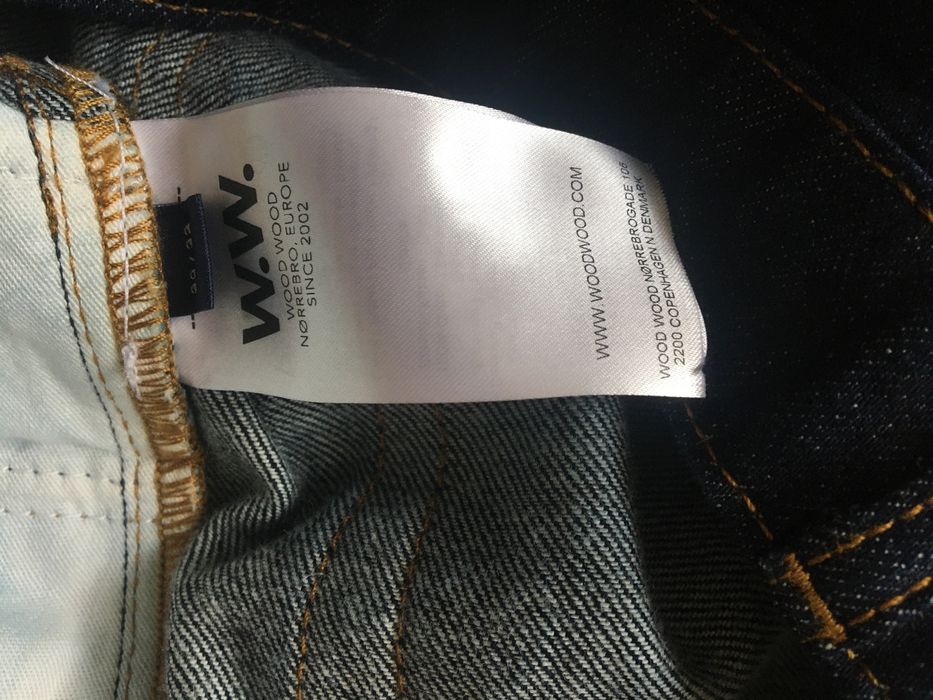 W.W.
WOOD WOOD
NØRREBRO, EUROPE
SINCE 2002
WWW.WOODWOOD.COM
WOOD WOOD NØRREBROGADE 106
2200 COPENHAGEN N DENMARK